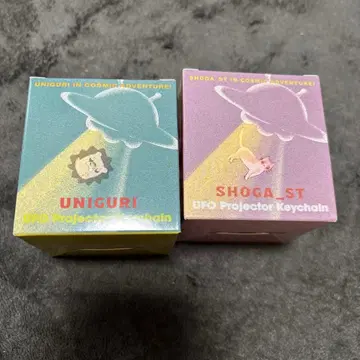 UNIGURI IN COSMIC ADVENTURE!
UNIGURI
UFO Projector Keychain
SHOGA_ST IN COSMIC ADVENTURE!
SHOGA_ST
UFO Projector Keychain